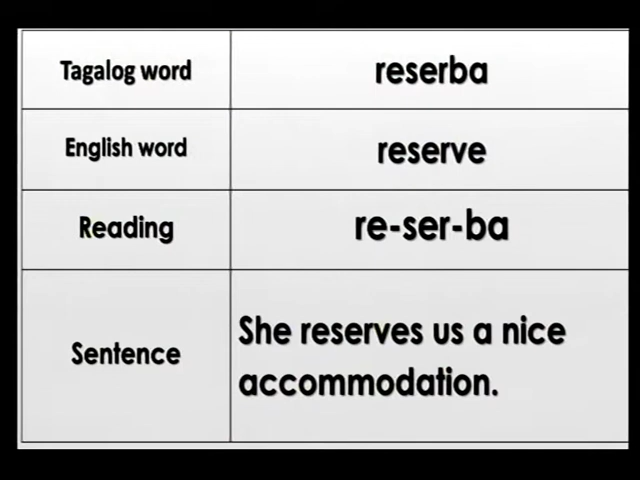 Tagalog word reserba
English word reserve
Reading re-ser-ba
Sentence She reserves us a nice
accommodation.